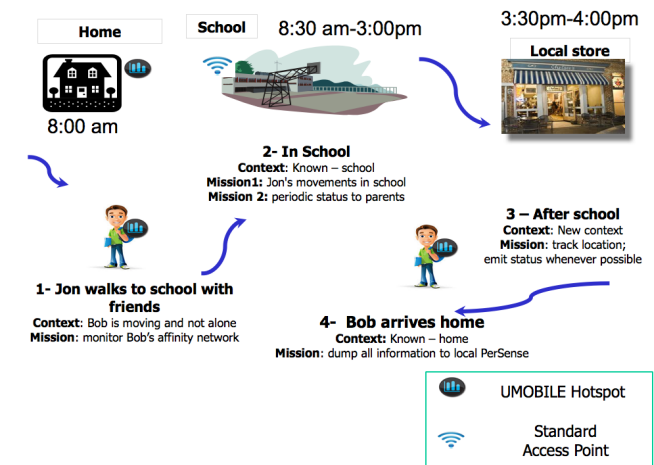 Home
8:00 am
School
8:30 am-3:00pm
3:30pm-4:00pm
Local store
1- Jon walks to school with
friends
Context: Bob is moving and not alone
Mission: monitor Bob's affinity network
2- In School
Context: Known – school
Mission1: Jon's movements in school
Mission 2: periodic status to parents
3 – After school
Context: New context
Mission: track location;
emit status whenever possible
4- Bob arrives home
Context: Known – home
Mission: dump all information to local PerSense
UMOBILE Hotspot
Standard
Access Point